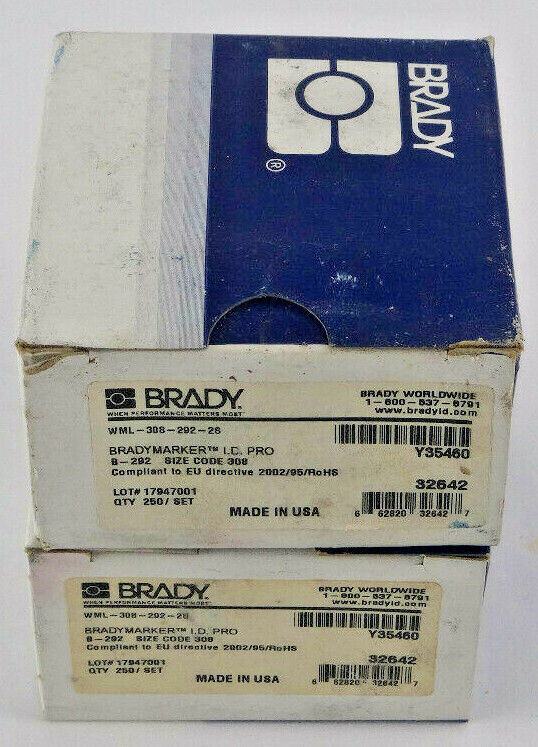 BRADY
®
BRADY
WHEN PERFORMANCE MATTERS MOST
BRADY WORLDWIDE
1-800-537-8791
www.bradyid.com
WML-308-292-2S
BRADYMARKER™ I.D. PRO
Y35460
B-292 SIZE CODE 308
Compliant to EU directive 2002/95/RoHS
32642
LOT# 17947001
QTY 250/ SET
MADE IN USA
6 62820 32642 7
BRADY
WHEN PERFORMANCE MATTERS MOST
BRADY WORLDWIDE
1-800-537-8791
www.bradyid.com
WML-308-292-2S
BRADYMARKER™ I.D. PRO
Y35460
B-292 SIZE CODE 308
Compliant to EU directive 2002/95/RoHS
32642
LOT# 17947001
QTY 250/ SET
MADE IN USA
6 62820 32642 7